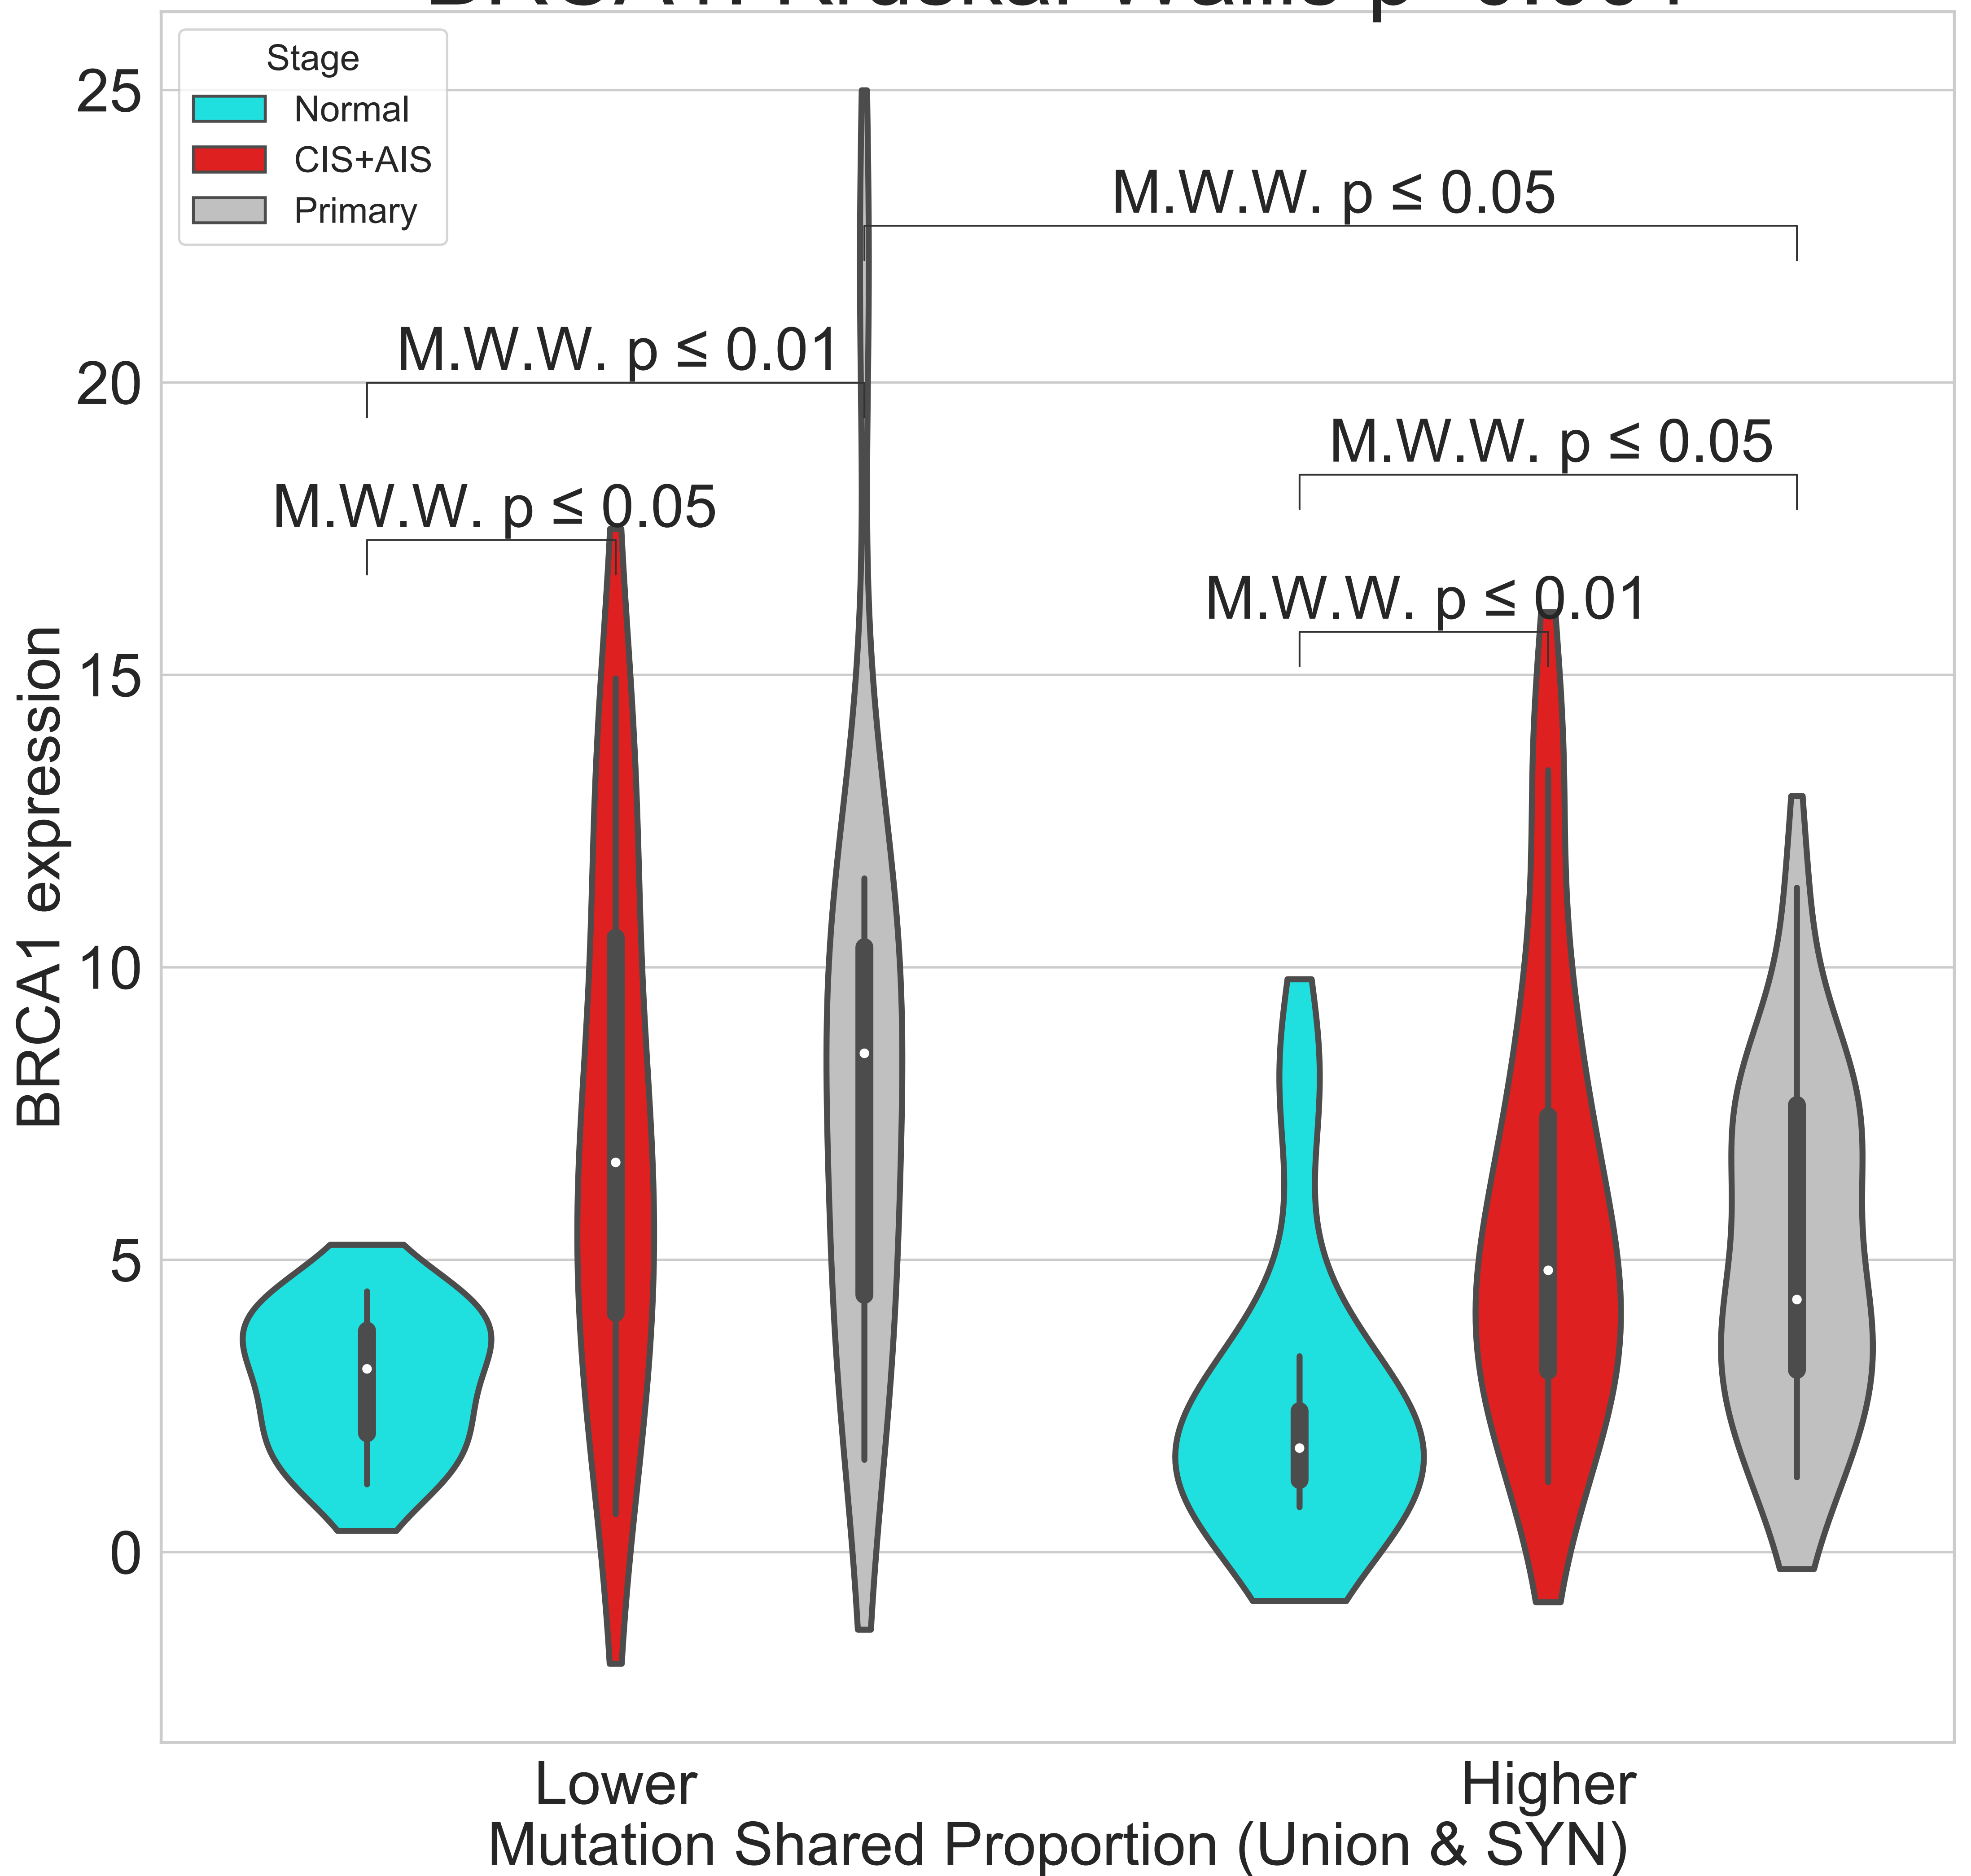 Stage
Normal
CIS+AIS
Primary
25
20
15
10
5
0
BRCA1 expression
M.W.W. p ≤ 0.05
M.W.W. p ≤ 0.01
M.W.W. p ≤ 0.05
M.W.W. p ≤ 0.05
M.W.W. p ≤ 0.01
Lower
Higher
Mutation Shared Proportion (Union & SYN)